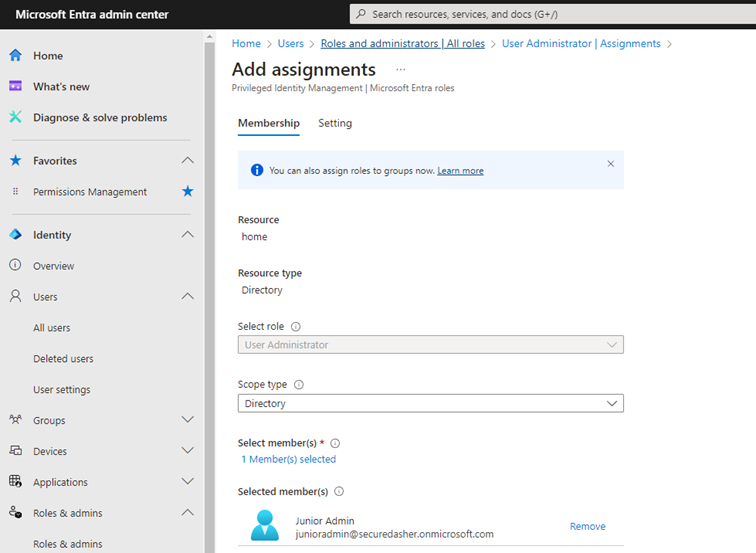 Microsoft Entra admin center
Search resources, services, and docs (G+/)
Home
What's new
Diagnose & solve problems
Favorites
Permissions Management
Identity
Overview
Users
All users
Deleted users
User settings
Groups
Devices
Applications
Roles & admins
Roles & admins
Home > Users > Roles and administrators | All roles > User Administrator | Assignments >
Add assignments ...
Privileged Identity Management | Microsoft Entra roles
Membership Setting
You can also assign roles to groups now. Learn more
Resource
home
Resource type
Directory
Select role
User Administrator
Scope type
Directory
Select member(s) *
1 Member(s) selected
Selected member(s)
Junior Admin
junioradmin@securedasher.onmicrosoft.com
Remove